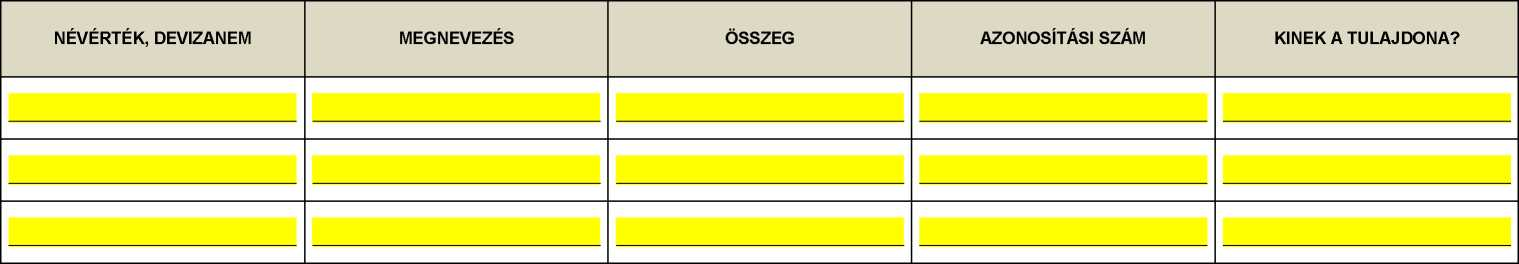 NÉVÉRTÉK, DEVIZANEM MEGNEVEZÉS ÖSSZEG AZONOSÍTÁSI SZÁM KINEK A TULAJDONA?